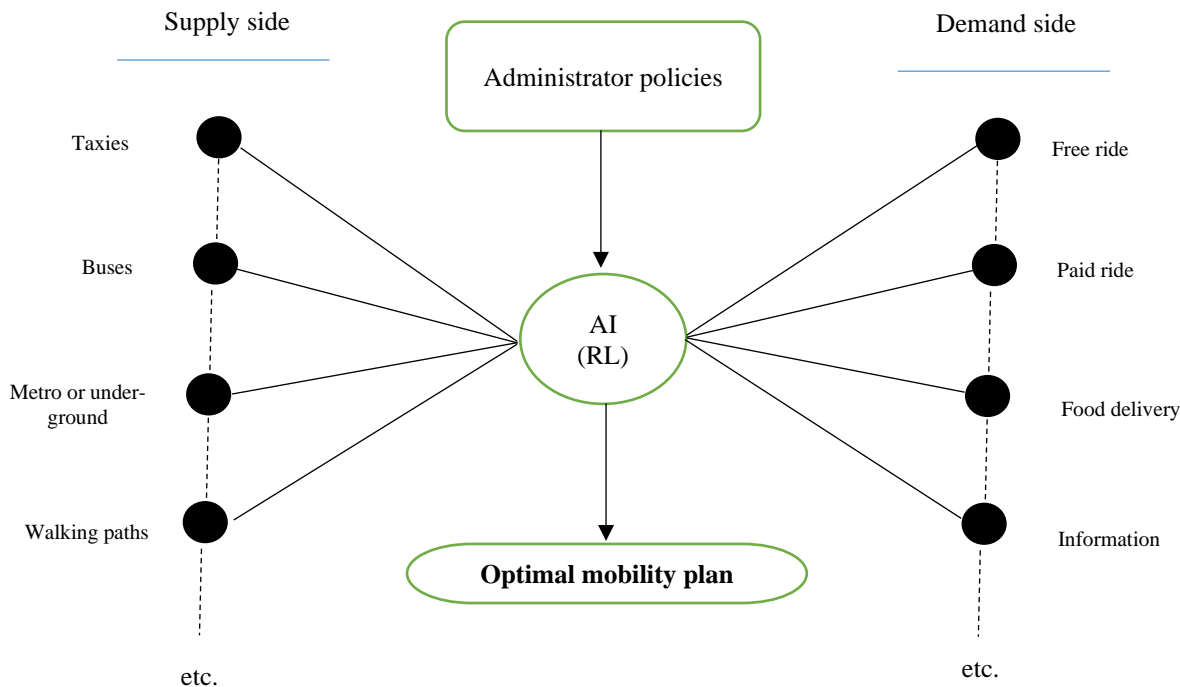 Supply side
Administrator policies
Demand side
Taxies
Free ride
Buses
Paid ride
AI
(RL)
Metro or under-
ground
Food delivery
Walking paths
Information
Optimal mobility plan
etc.
etc.